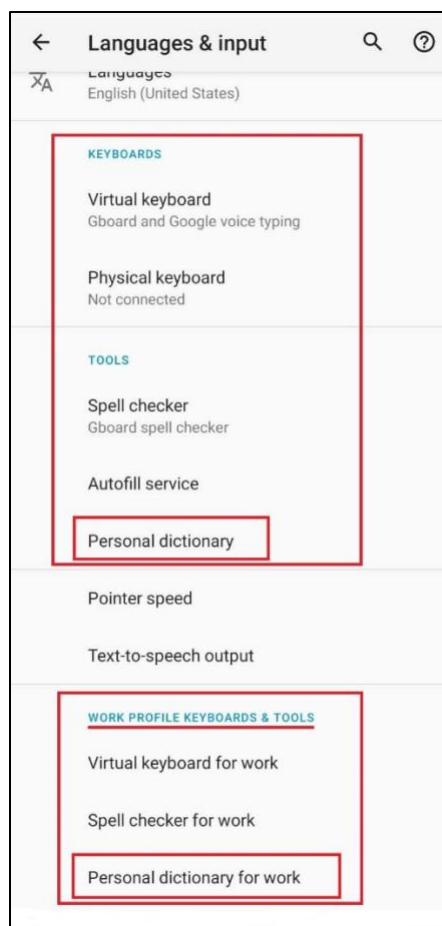 Languages & input
Languages
English (United States)
KEYBOARDS
Virtual keyboard
Gboard and Google voice typing
Physical keyboard
Not connected
TOOLS
Spell checker
Gboard spell checker
Autofill service
Personal dictionary
Pointer speed
Text-to-speech output
WORK PROFILE KEYBOARDS & TOOLS
Virtual keyboard for work
Spell checker for work
Personal dictionary for work